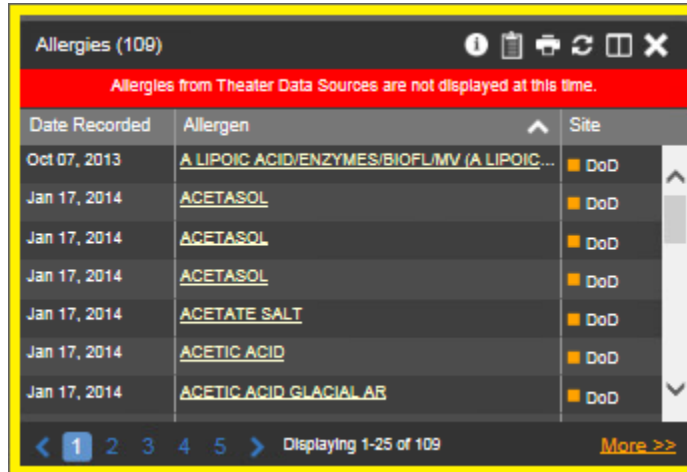 Allergies (109)
Allergies from Theater Data Sources are not displayed at this time.
Date Recorded Allergen Site
Oct 07, 2013 A LIPOIC ACID/ENZYMES/BIOFL/MV (A LIPOIC... DoD
Jan 17, 2014 ACETASOL DoD
Jan 17, 2014 ACETASOL DoD
Jan 17, 2014 ACETASOL DoD
Jan 17, 2014 ACETATE SALT DoD
Jan 17, 2014 ACETIC ACID DoD
Jan 17, 2014 ACETIC ACID GLACIAL AR DoD
1 2 3 4 5 Displaying 1-25 of 109 More >>